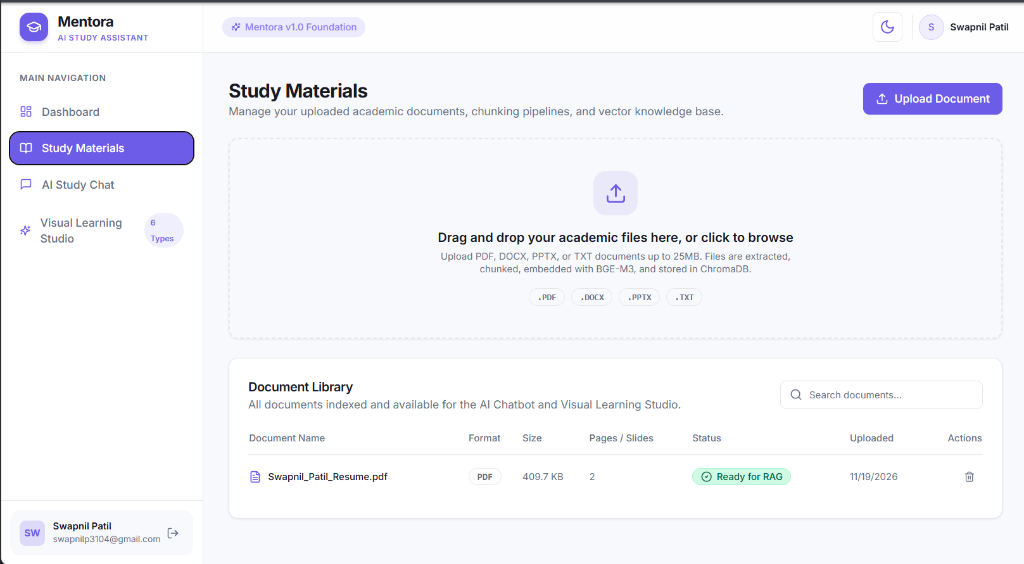 Mentora
AI STUDY ASSISTANT
Mentora v1.0 Foundation
S
Swapnil Patil
MAIN NAVIGATION
Dashboard
Study Materials
AI Study Chat
Visual Learning
Studio
6
Types
Study Materials
Manage your uploaded academic documents, chunking pipelines, and vector knowledge base.
Upload Document
Drag and drop your academic files here, or click to browse
Upload PDF, DOCX, PPTX, or TXT documents up to 25MB. Files are extracted,
chunked, embedded with BGE-M3, and stored in ChromaDB.
.PDF .DOCX .PPTX .TXT
Document Library
All documents indexed and available for the AI Chatbot and Visual Learning Studio.
Search documents...
Document Name Format Size Pages / Slides Status Uploaded Actions
Swapnil_Patil_Resume.pdf PDF 409.7 KB 2 Ready for RAG 11/19/2026
SW
Swapnil Patil
swapnilp3104@gmail.com